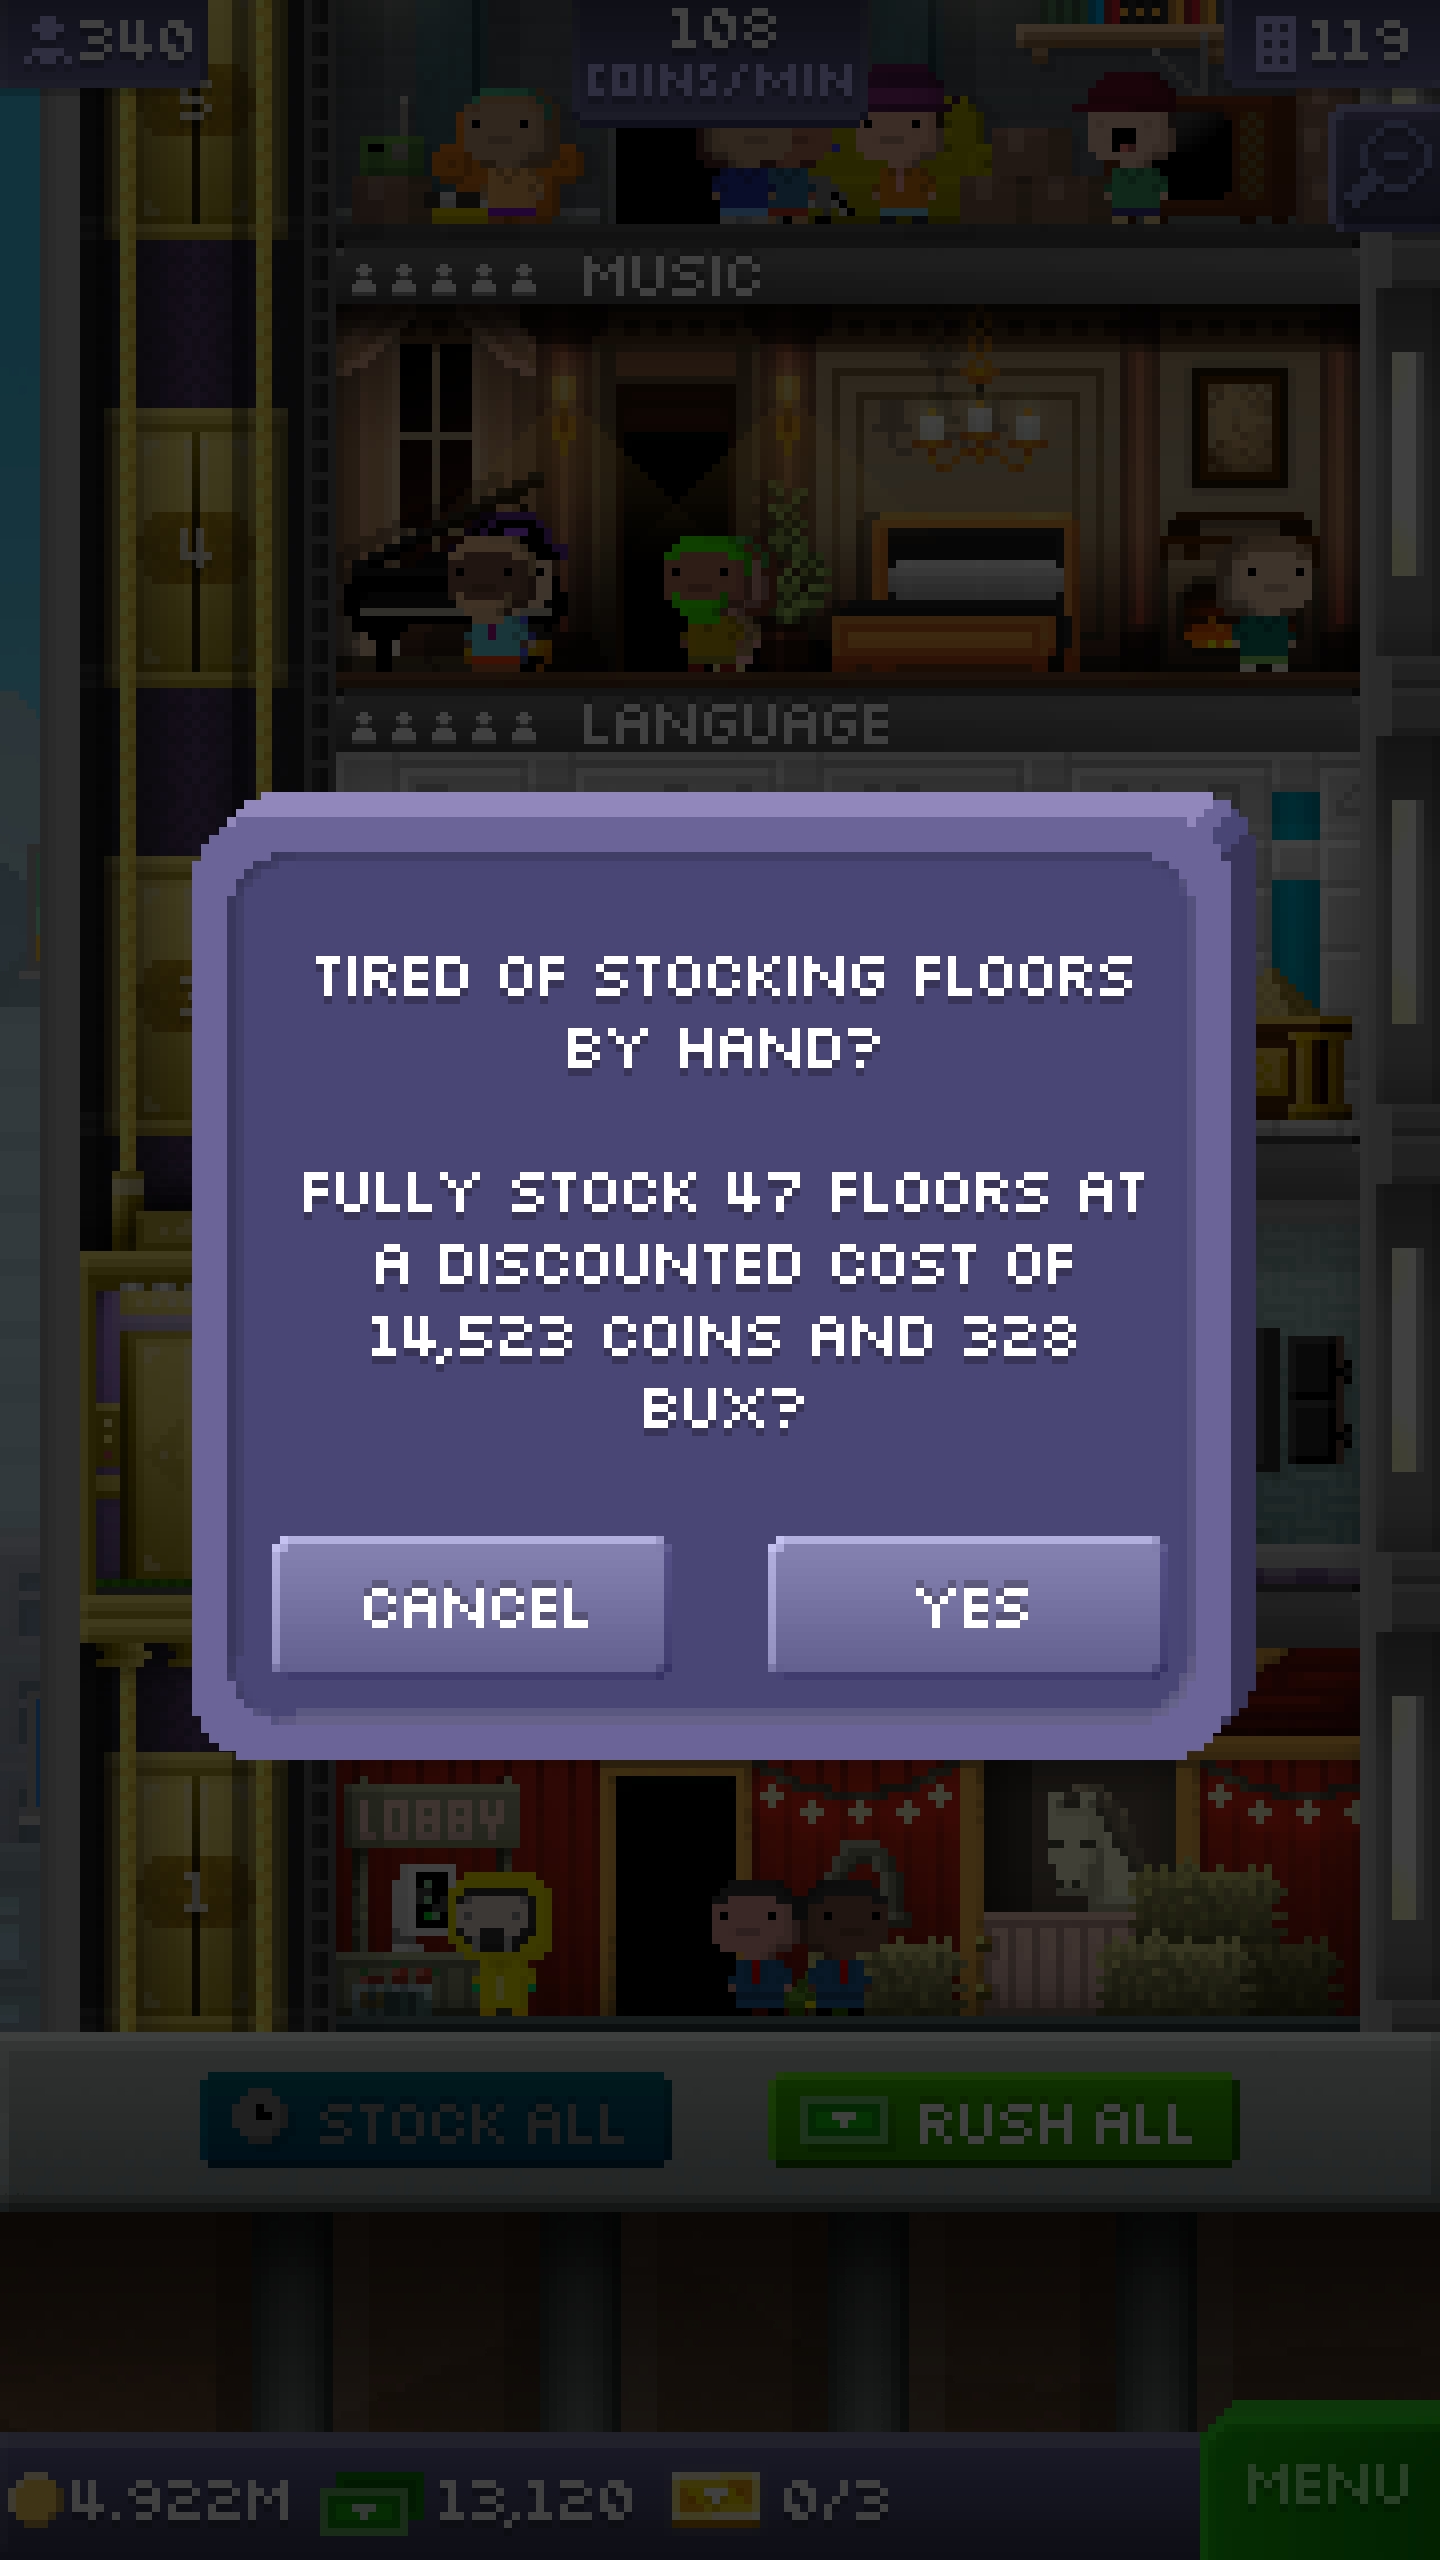 340
108
COINS/MIN
119
5
MUSIC
4
LANGUAGE
TIRED OF STOCKING FLOORS
BY HAND?
FULLY STOCK 47 FLOORS AT
A DISCOUNTED COST OF
14,523 COINS AND 328
BUX?
CANCEL
YES
LOBBY
1
STOCK ALL
RUSH ALL
4.922M
13,120
0/3
MENU